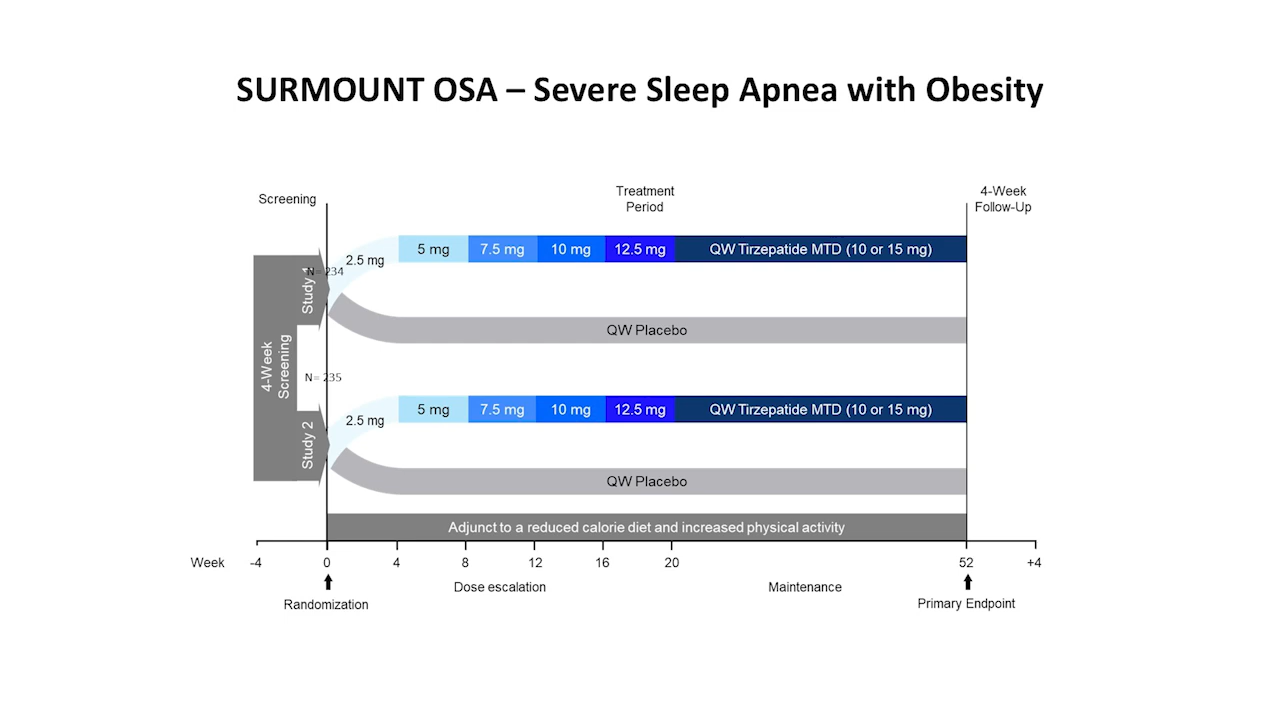 SURMOUNT OSA – Severe Sleep Apnea with Obesity
Screening
Treatment
Period
4-Week
Follow-Up
4-Week
Screening
Study 1
N= 234
2.5 mg
5 mg
7.5 mg
10 mg
12.5 mg
QW Tirzepatide MTD (10 or 15 mg)
QW Placebo
N= 235
Study 2
2.5 mg
5 mg
7.5 mg
10 mg
12.5 mg
QW Tirzepatide MTD (10 or 15 mg)
QW Placebo
Adjunct to a reduced calorie diet and increased physical activity
Week -4 0 4 8 12 16 20 52 +4
Dose escalation
Maintenance
Randomization
Primary Endpoint